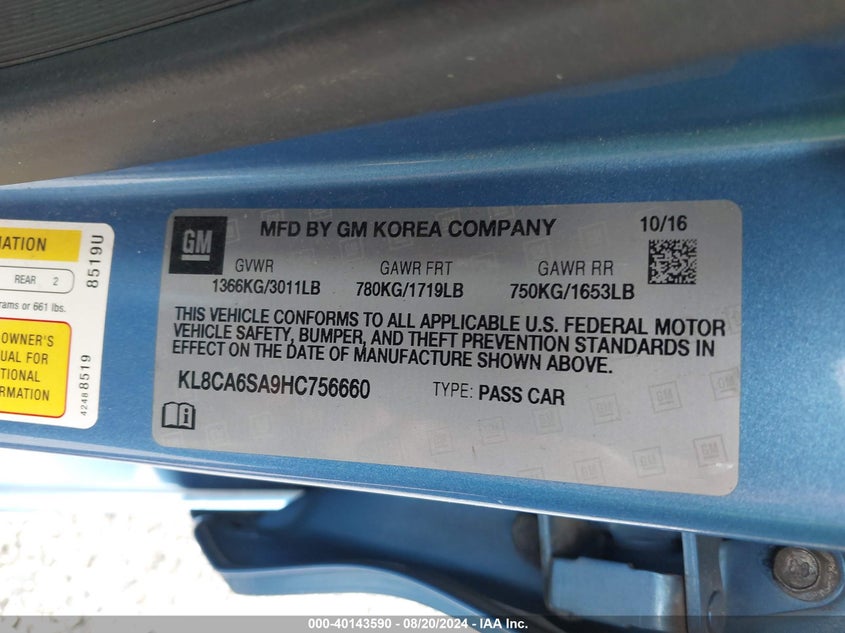 MATION
REAR 2
grams or 661 lbs.
OWNER'S
UAL FOR
TIONAL
ORMATION
8519U
42488519
GM
MFD BY GM KOREA COMPANY
10/16
GVWR GAWR FRT GAWR RR
1366KG/3011LB 780KG/1719LB 750KG/1653LB
THIS VEHICLE CONFORMS TO ALL APPLICABLE U.S. FEDERAL MOTOR
VEHICLE SAFETY, BUMPER, AND THEFT PREVENTION STANDARDS IN
EFFECT ON THE DATE OF MANUFACTURE SHOWN ABOVE.
KL8CA6SA9HC756660 TYPE: PASS CAR
000-40143590 - 08/20/2024 - IAA Inc.